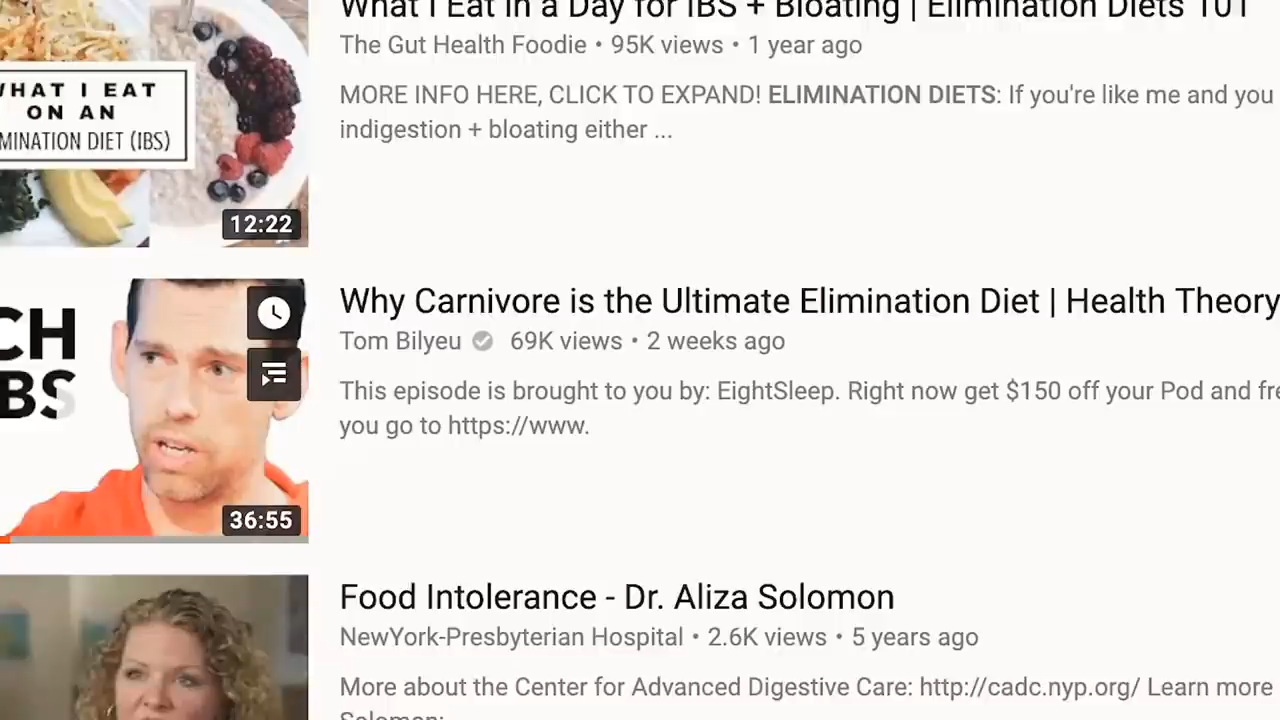 What I Eat in a Day for IBS + Bloating | Elimination Diets 101
The Gut Health Foodie • 95K views • 1 year ago
MORE INFO HERE, CLICK TO EXPAND! ELIMINATION DIETS: If you're like me and you
indigestion + bloating either ...
WHAT I EAT
ON AN
MINATION DIET (IBS)
12:22
Why Carnivore is the Ultimate Elimination Diet | Health Theory
Tom Bilyeu 69K views • 2 weeks ago
This episode is brought to you by: EightSleep. Right now get $150 off your Pod and fre
you go to https://www.
CH
BS
36:55
Food Intolerance - Dr. Aliza Solomon
NewYork-Presbyterian Hospital • 2.6K views • 5 years ago
More about the Center for Advanced Digestive Care: http://cadc.nyp.org/ Learn more
Solomon: